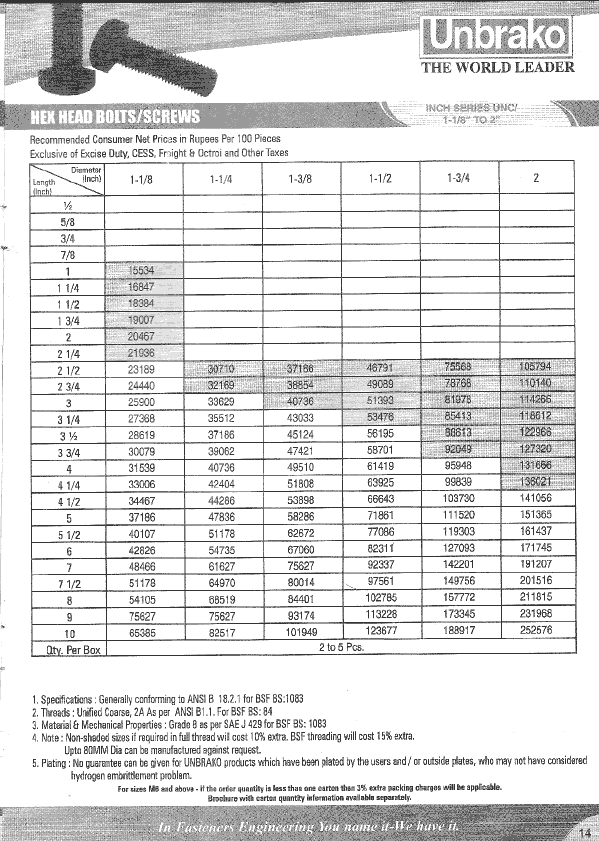 Unbrako
THE WORLD LEADER
HEX HEAD BOLTS/SCREWS
INCH SERIES UNC/
1-1/8" TO 2"
Recommended Consumer Net Prices in Rupees Per 100 Pieces
Exclusive of Excise Duty, CESS, Fraight & Octroi and Other Taxes
Length (Inch) Diameter (Inch) 1-1/8 1-1/4 1-3/8 1-1/2 1-3/4 2
½
5/8
3/4
7/8
1 15534
1 1/4 16847
1 1/2 18384
1 3/4 19007
2 20467
2 1/4 21936
2 1/2 23189 30710 37186 46791 75568 105794
2 3/4 24440 32169 38854 49089 78768 110140
3 25900 33629 40736 51393 81978 114266
3 1/4 27368 35512 43033 53476 85413 118612
3 ½ 28619 37186 45124 56195 88613 122966
3 3/4 30079 39062 47421 58701 92049 127320
4 31539 40736 49510 61419 95948 131666
4 1/4 33006 42404 51808 63925 99839 136021
4 1/2 34467 44286 53898 66643 103730 141056
5 37186 47836 58286 71861 111520 151365
5 1/2 40107 51178 62672 77086 119303 161437
6 42826 54735 67060 82311 127093 171745
7 48466 61627 75627 92337 142201 191207
7 1/2 51178 64970 80014 97561 149756 201516
8 54105 68519 84401 102785 157772 211815
9 75627 75627 93174 113228 173345 231968
10 65385 82517 101949 123677 188917 252576
Qty. Per Box 2 to 5 Pcs.
1. Specifications : Generally conforming to ANSI B 18.2.1 for BSF BS:1083
2. Threads : Unified Coarse, 2A As per ANSI B1.1. For BSF BS: 84
3. Material & Mechanical Properties : Grade 8 as per SAE J 429 for BSF BS: 1083
4. Note : Non-shaded sizes if required in full thread will cost 10% extra. BSF threading will cost 15% extra.
Upto 80MM Dia can be manufactured against request.
5. Plating : No guarantee can be given for UNBRAKO products which have been plated by the users and / or outside plates, who may not have considered
hydrogen embrittlement problem.
For sizes M6 and above - if the order quantity is less than one carton than 3% extra packing charges will be applicable.
Brochure with carton quantity information available separately.
In Fasteners Engineering You name it-We have it.
14